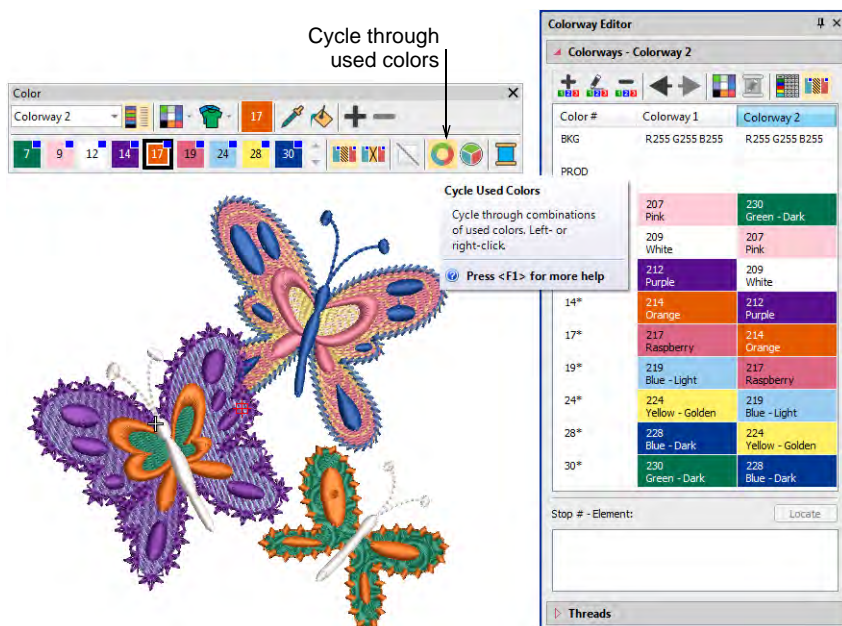 Cycle through
used colors
Color
Colorway 2
17
7 9 12 14 17 19 24 28 30
Cycle Used Colors
Cycle through combinations
of used colors. Left- or
right-click.
Press <F1> for more help
Colorway Editor
Colorways - Colorway 2
Color # Colorway 1 Colorway 2
BKG R255 G255 B255 R255 G255 B255
PROD
207 230
Pink Green - Dark
209 207
White Pink
212 209
Purple White
14* 214 212
Orange Purple
17* 217 214
Raspberry Orange
19* 219 217
Blue - Light Raspberry
24* 224 219
Yellow - Golden Blue - Light
28* 228 224
Blue - Dark Yellow - Golden
30* 230 228
Green - Dark Blue - Dark
Stop # - Element: Locate
Threads